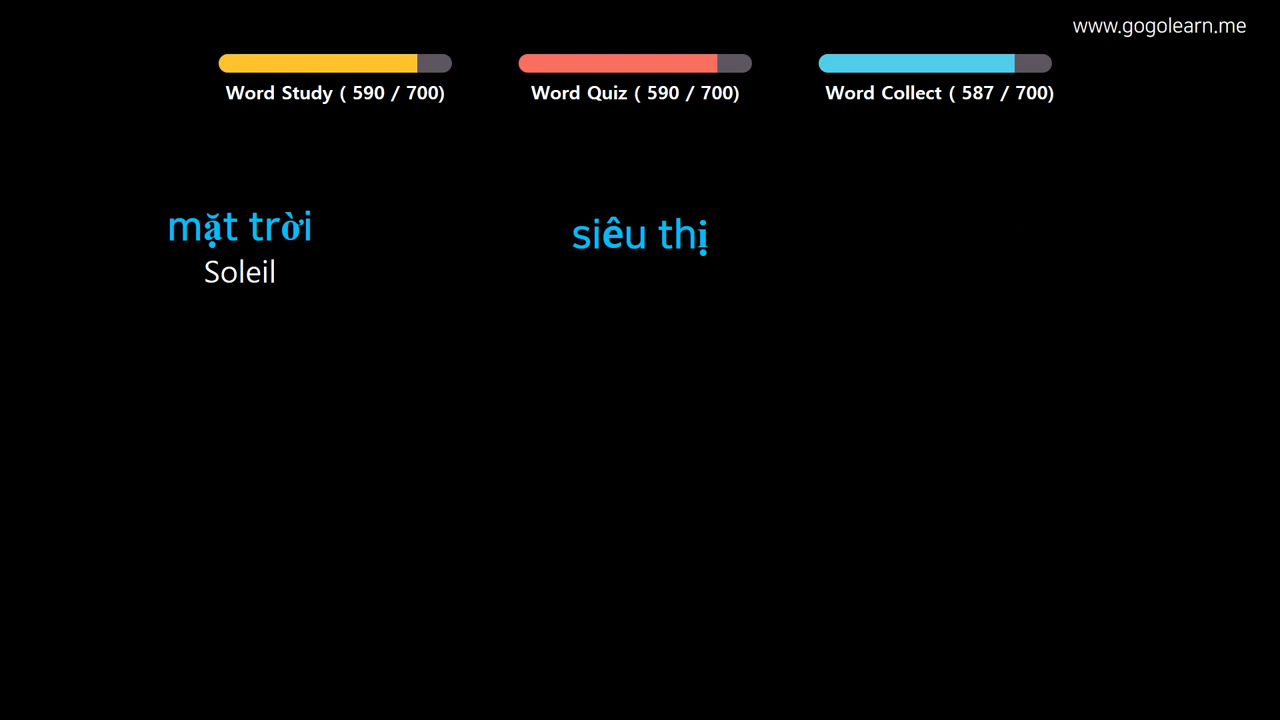 www.gogolearn.me
Word Study ( 590 / 700)
Word Quiz ( 590 / 700)
Word Collect ( 587 / 700)
mặt trời
Soleil
siêu thị